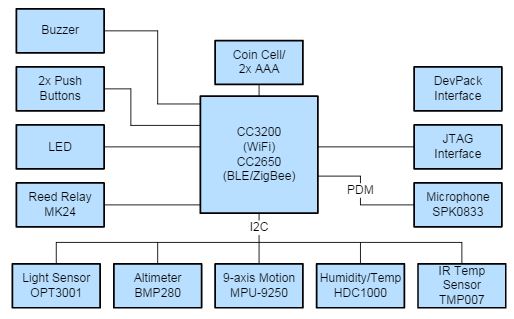 Buzzer
Coin Cell/
2x AAA
2x Push
Buttons
DevPack
Interface
CC3200
(WiFi)
CC2650
(BLE/ZigBee)
LED
JTAG
Interface
PDM
Reed Relay
MK24
Microphone
SPK0833
I2C
Light Sensor
OPT3001
Altimeter
BMP280
9-axis Motion
MPU-9250
Humidity/Temp
HDC1000
IR Temp
Sensor
TMP007